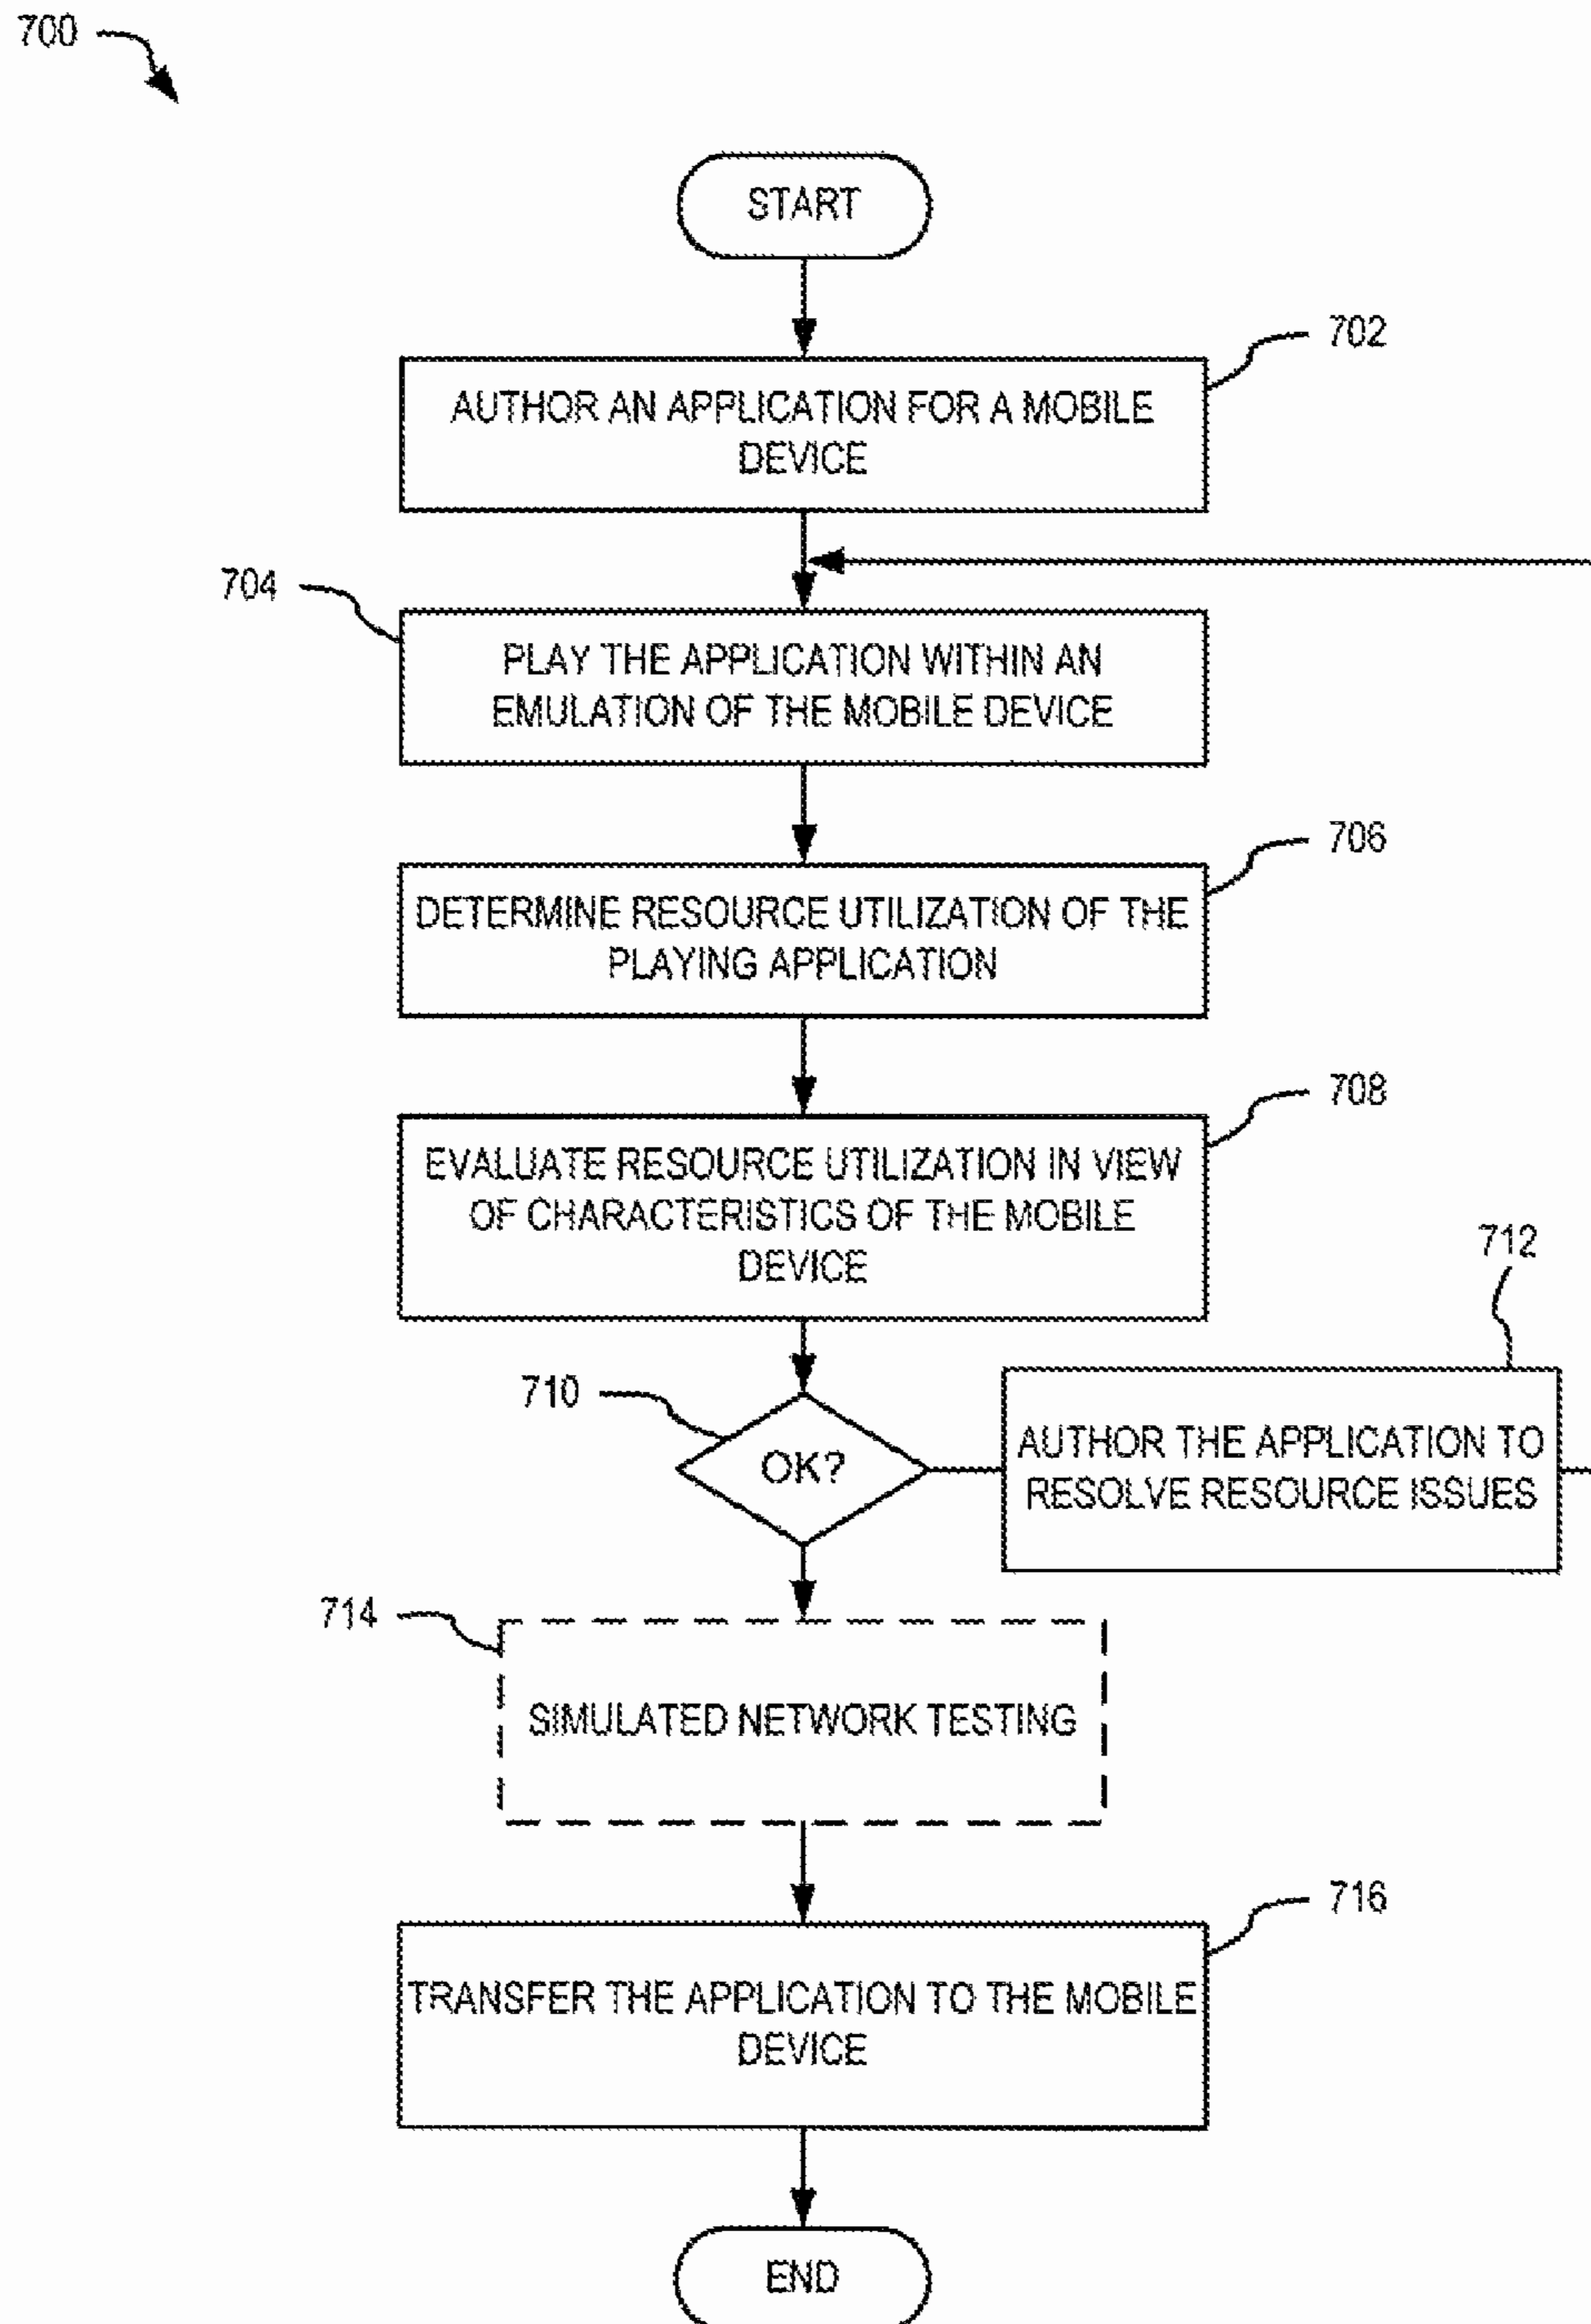 700
START
702
AUTHOR AN APPLICATION FOR A MOBILE
DEVICE
704
PLAY THE APPLICATION WITHIN AN
EMULATION OF THE MOBILE DEVICE
706
DETERMINE RESOURCE UTILIZATION OF THE
PLAYING APPLICATION
708
EVALUATE RESOURCE UTILIZATION IN VIEW
OF CHARACTERISTICS OF THE MOBILE
DEVICE
710
OK?
712
AUTHOR THE APPLICATION TO
RESOLVE RESOURCE ISSUES
714
SIMULATED NETWORK TESTING
716
TRANSFER THE APPLICATION TO THE MOBILE
DEVICE
END